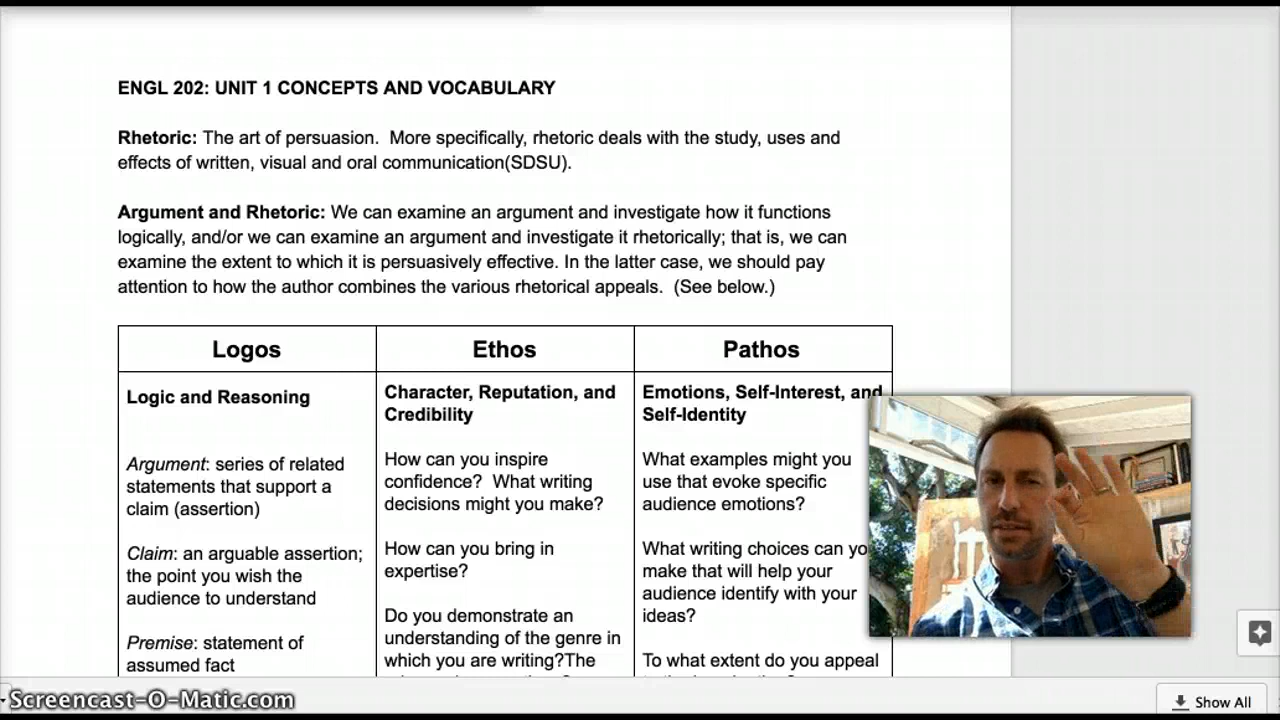 ENGL 202: UNIT 1 CONCEPTS AND VOCABULARY
Rhetoric: The art of persuasion.  More specifically, rhetoric deals with the study, uses and
effects of written, visual and oral communication(SDSU).
Argument and Rhetoric: We can examine an argument and investigate how it functions
logically, and/or we can examine an argument and investigate it rhetorically; that is, we can
examine the extent to which it is persuasively effective. In the latter case, we should pay
attention to how the author combines the various rhetorical appeals.  (See below.)
Logos
Logic and Reasoning
Argument: series of related
statements that support a
claim (assertion)
Claim: an arguable assertion;
the point you wish the
audience to understand
Premise: statement of
assumed fact
Ethos
Character, Reputation, and
Credibility
How can you inspire
confidence?  What writing
decisions might you make?
How can you bring in
expertise?
Do you demonstrate an
understanding of the genre in
which you are writing?The
Pathos
Emotions, Self-Interest, and
Self-Identity
What examples might you
use that evoke specific
audience emotions?
What writing choices can yo
make that will help your
audience identify with your
ideas?
To what extent do you appeal
Screencast-O-Matic.com
Show All